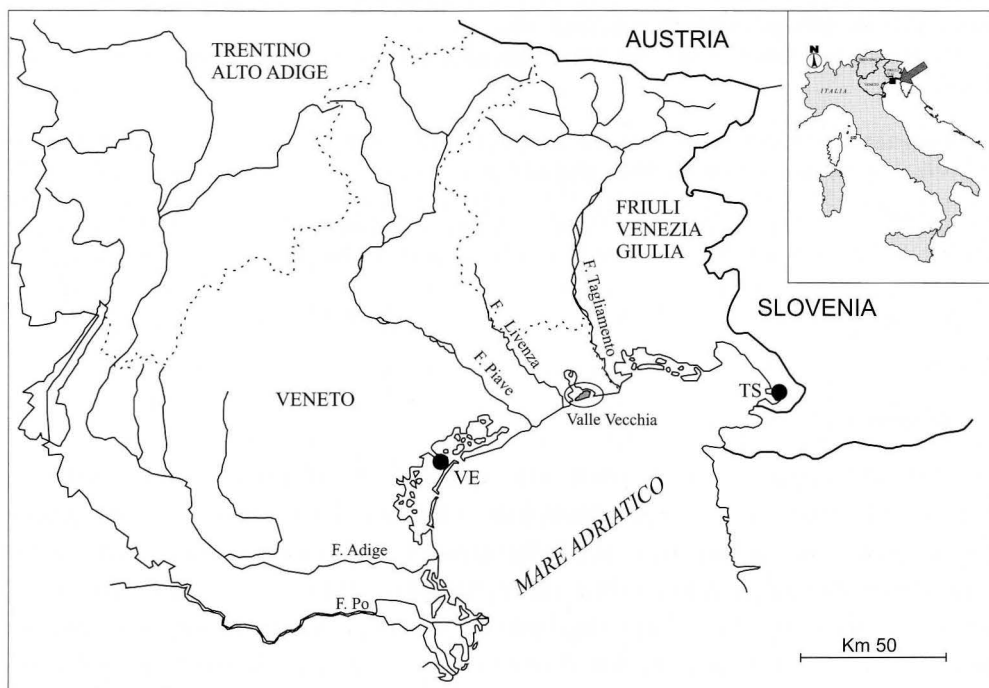 TRENTINO
ALTO ADIGE
AUSTRIA
N
ITALIA
FRIULI
VENEZIA
GIULIA
SLOVENIA
F. Tagliamento
F. Livenza
F. Piave
VENETO
Valle Vecchia
TS
VE
MARE ADRIATICO
F. Adige
F. Po
Km 50